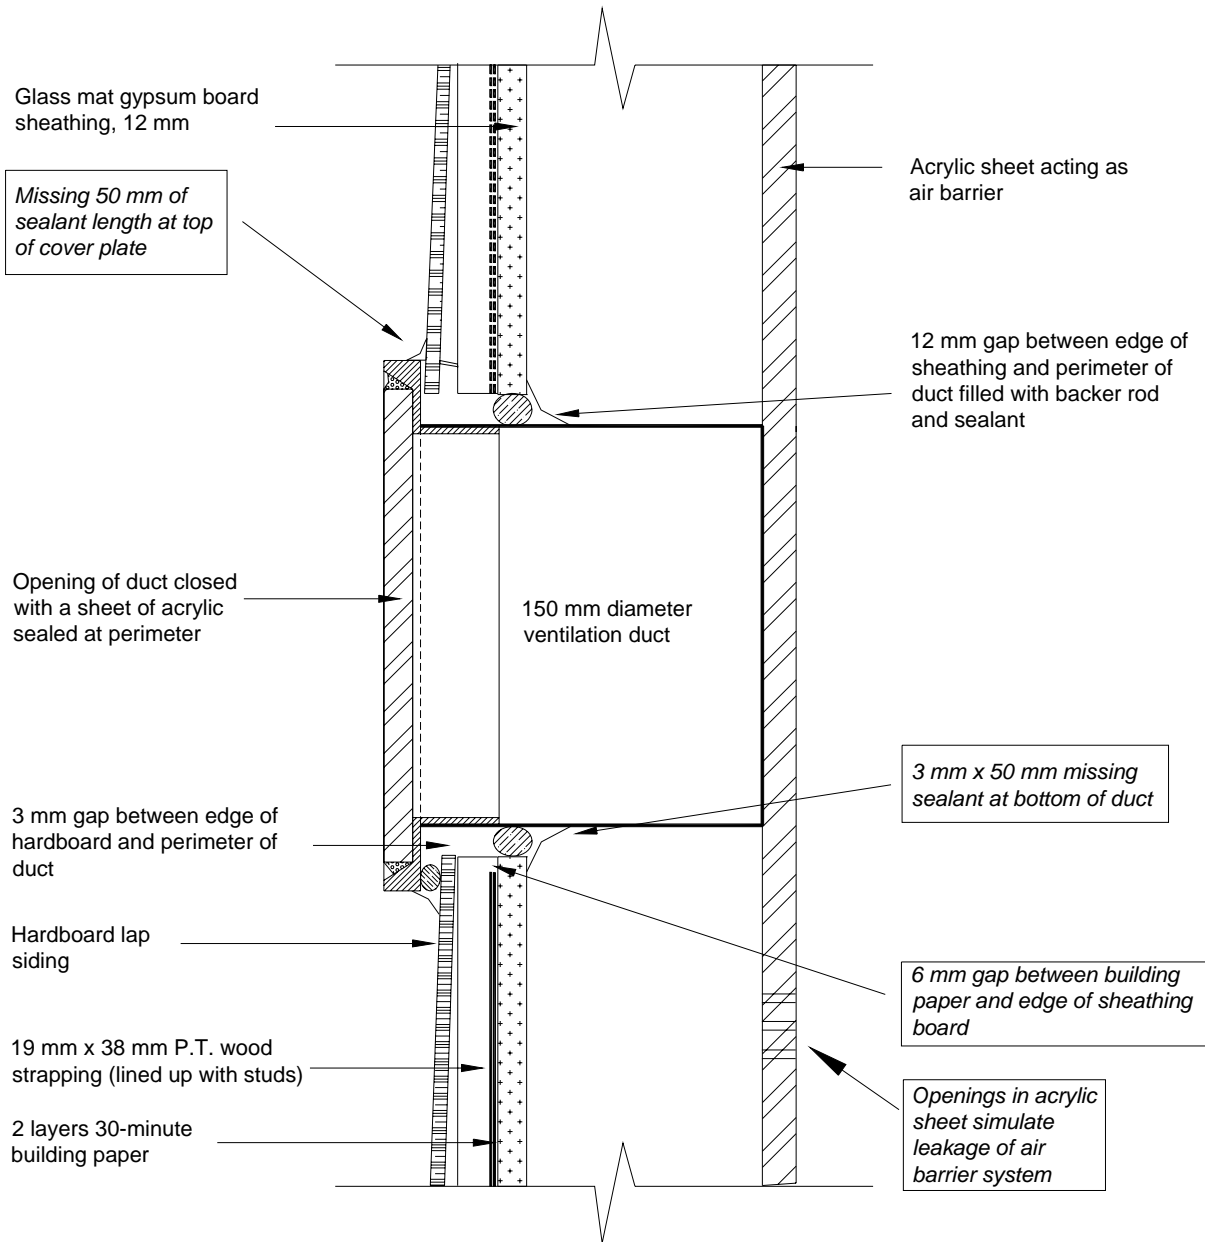 Glass mat gypsum board
sheathing, 12 mm
Missing 50 mm of
sealant length at top
of cover plate
Opening of duct closed
with a sheet of acrylic
sealed at perimeter
3 mm gap between edge of
hardboard and perimeter of
duct
Hardboard lap
siding
19 mm x 38 mm P.T. wood
strapping (lined up with studs)
2 layers 30-minute
building paper
150 mm diameter
ventilation duct
Acrylic sheet acting as
air barrier
12 mm gap between edge of
sheathing and perimeter of
duct filled with backer rod
and sealant
3 mm x 50 mm missing
sealant at bottom of duct
6 mm gap between building
paper and edge of sheathing
board
Openings in acrylic
sheet simulate
leakage of air
barrier system